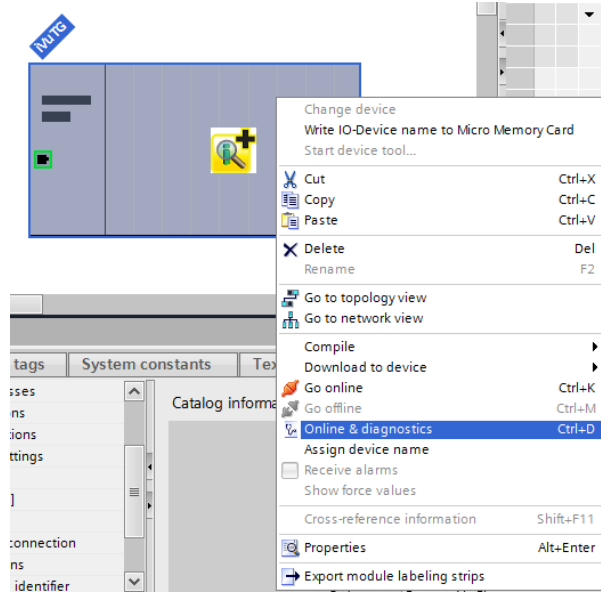 iVu TG
Change device
Write IO-Device name to Micro Memory Card
Start device tool...
Cut Ctrl+X
Copy Ctrl+C
Paste Ctrl+V
Delete Del
Rename F2
Go to topology view
Go to network view
Compile
Download to device
Go online Ctrl+K
Go offline Ctrl+M
Online & diagnostics Ctrl+D
Assign device name
Receive alarms
Show force values
Cross-reference information Shift+F11
Properties Alt+Enter
Export module labeling strips
tags System constants Tex
Catalog informa
sses
ns
tions
ttings
]
connection
ns
identifier